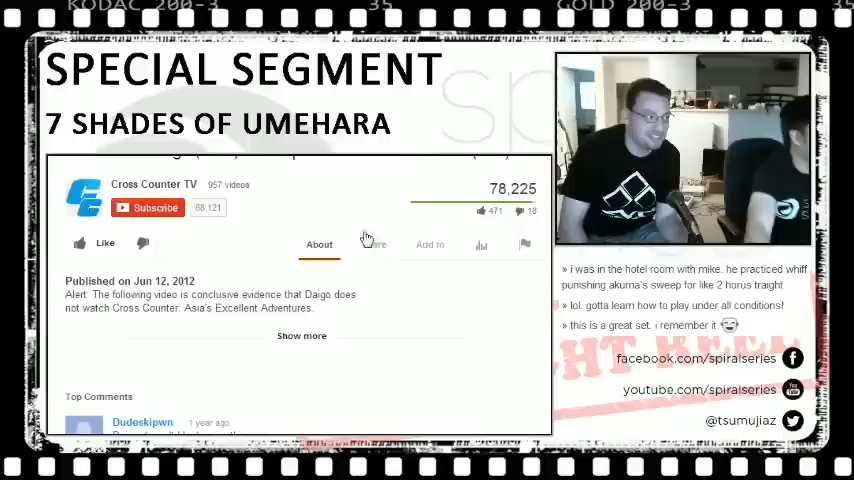 KODAC 200-3 35 GOLD 200-3 35
SPECIAL SEGMENT
7 SHADES OF UMEHARA
Cross Counter TV 957 videos
Subscribe 68,121
78,225
471 18
Like
About Add to
Published on Jun 12, 2012
Alert: The following video is conclusive evidence that Daigo does
not watch Cross Counter: Asia's Excellent Adventures.
Show more
Top Comments
Dudeskipwn 1 year ago
» i was in the hotel room with mike. he practiced whiff
punishing akuma's sweep for like 2 horus traight
» lol. gotta learn how to play under all conditions!
» this is a great set. i remember it
facebook.com/spiralseries
youtube.com/spiralseries
@tsumujiaz